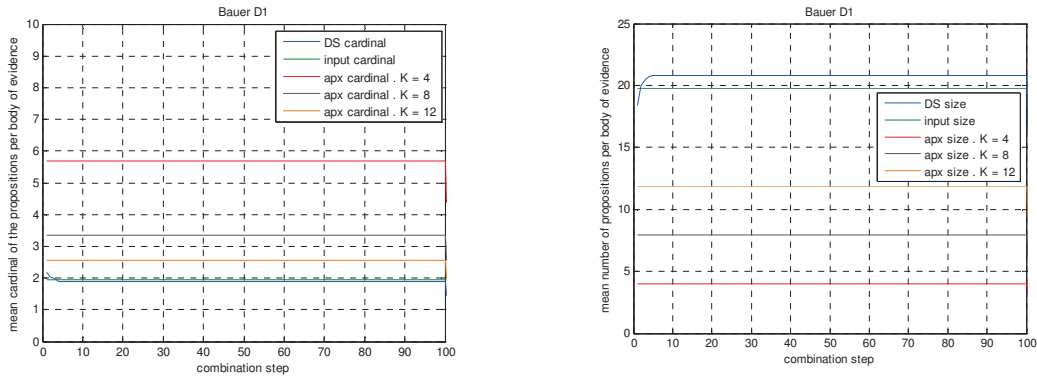 Bauer D1
mean cardinal of the propositions per body of evidence
10
9
8
7
6
5
4
3
2
1
0
DS cardinal
input cardinal
apx cardinal . K = 4
apx cardinal . K = 8
apx cardinal . K = 12
0 10 20 30 40 50 60 70 80 90 100
combination step
Bauer D1
mean number of propositions per body of evidence
25
20
15
10
5
0
DS size
input size
apx size . K = 4
apx size . K = 8
apx size . K = 12
0 10 20 30 40 50 60 70 80 90 100
combination step